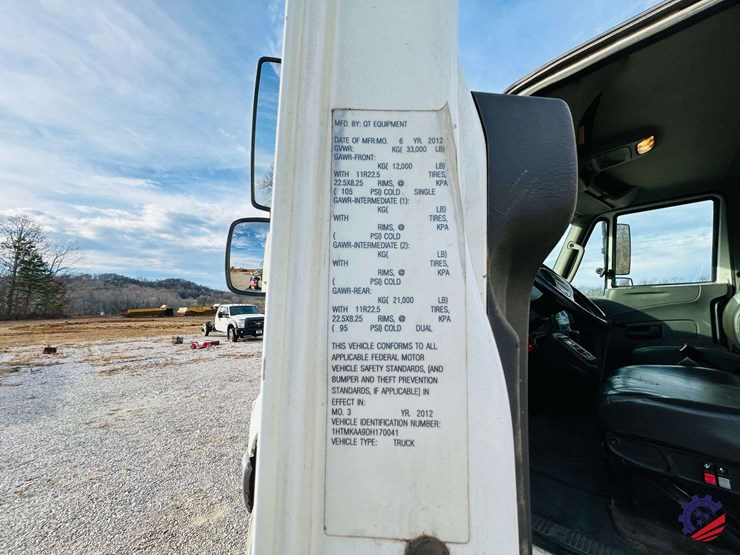 MFD. BY: QT EQUIPMENT
DATE OF MFR:MO. 6 YR. 2012
GVWR: KG( 33,000 LB)
GAWR-FRONT:
KG( 12,000 LB)
WITH 11R22.5 TIRES,
22.5X8.25 RIMS, @ KPA
( 105 PSI) COLD . SINGLE
GAWR-INTERMEDIATE (1):
KG( LB)
WITH TIRES,
RIMS, @ KPA
( PSI) COLD
GAWR-INTERMEDIATE (2):
KG( LB)
WITH TIRES,
RIMS, @ KPA
( PSI) COLD
GAWR-REAR:
KG( 21,000 LB)
WITH 11R22.5 TIRES,
22.5X8.25 RIMS, @ KPA
( 95 PSI) COLD DUAL
THIS VEHICLE CONFORMS TO ALL
APPLICABLE FEDERAL MOTOR
VEHICLE SAFETY STANDARDS, [AND
BUMPER AND THEFT PREVENTION
STANDARDS, IF APPLICABLE] IN
EFFECT IN:
MO. 3 YR. 2012
VEHICLE IDENTIFICATION NUMBER:
1HTMKAA9DH170041
VEHICLE TYPE: TRUCK